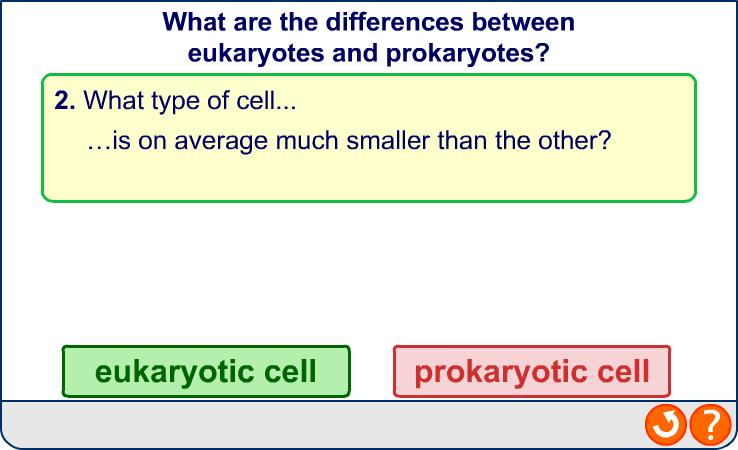 What are the differences between
eukaryotes and prokaryotes?
2. What type of cell...
…is on average much smaller than the other?
eukaryotic cell
prokaryotic cell
?